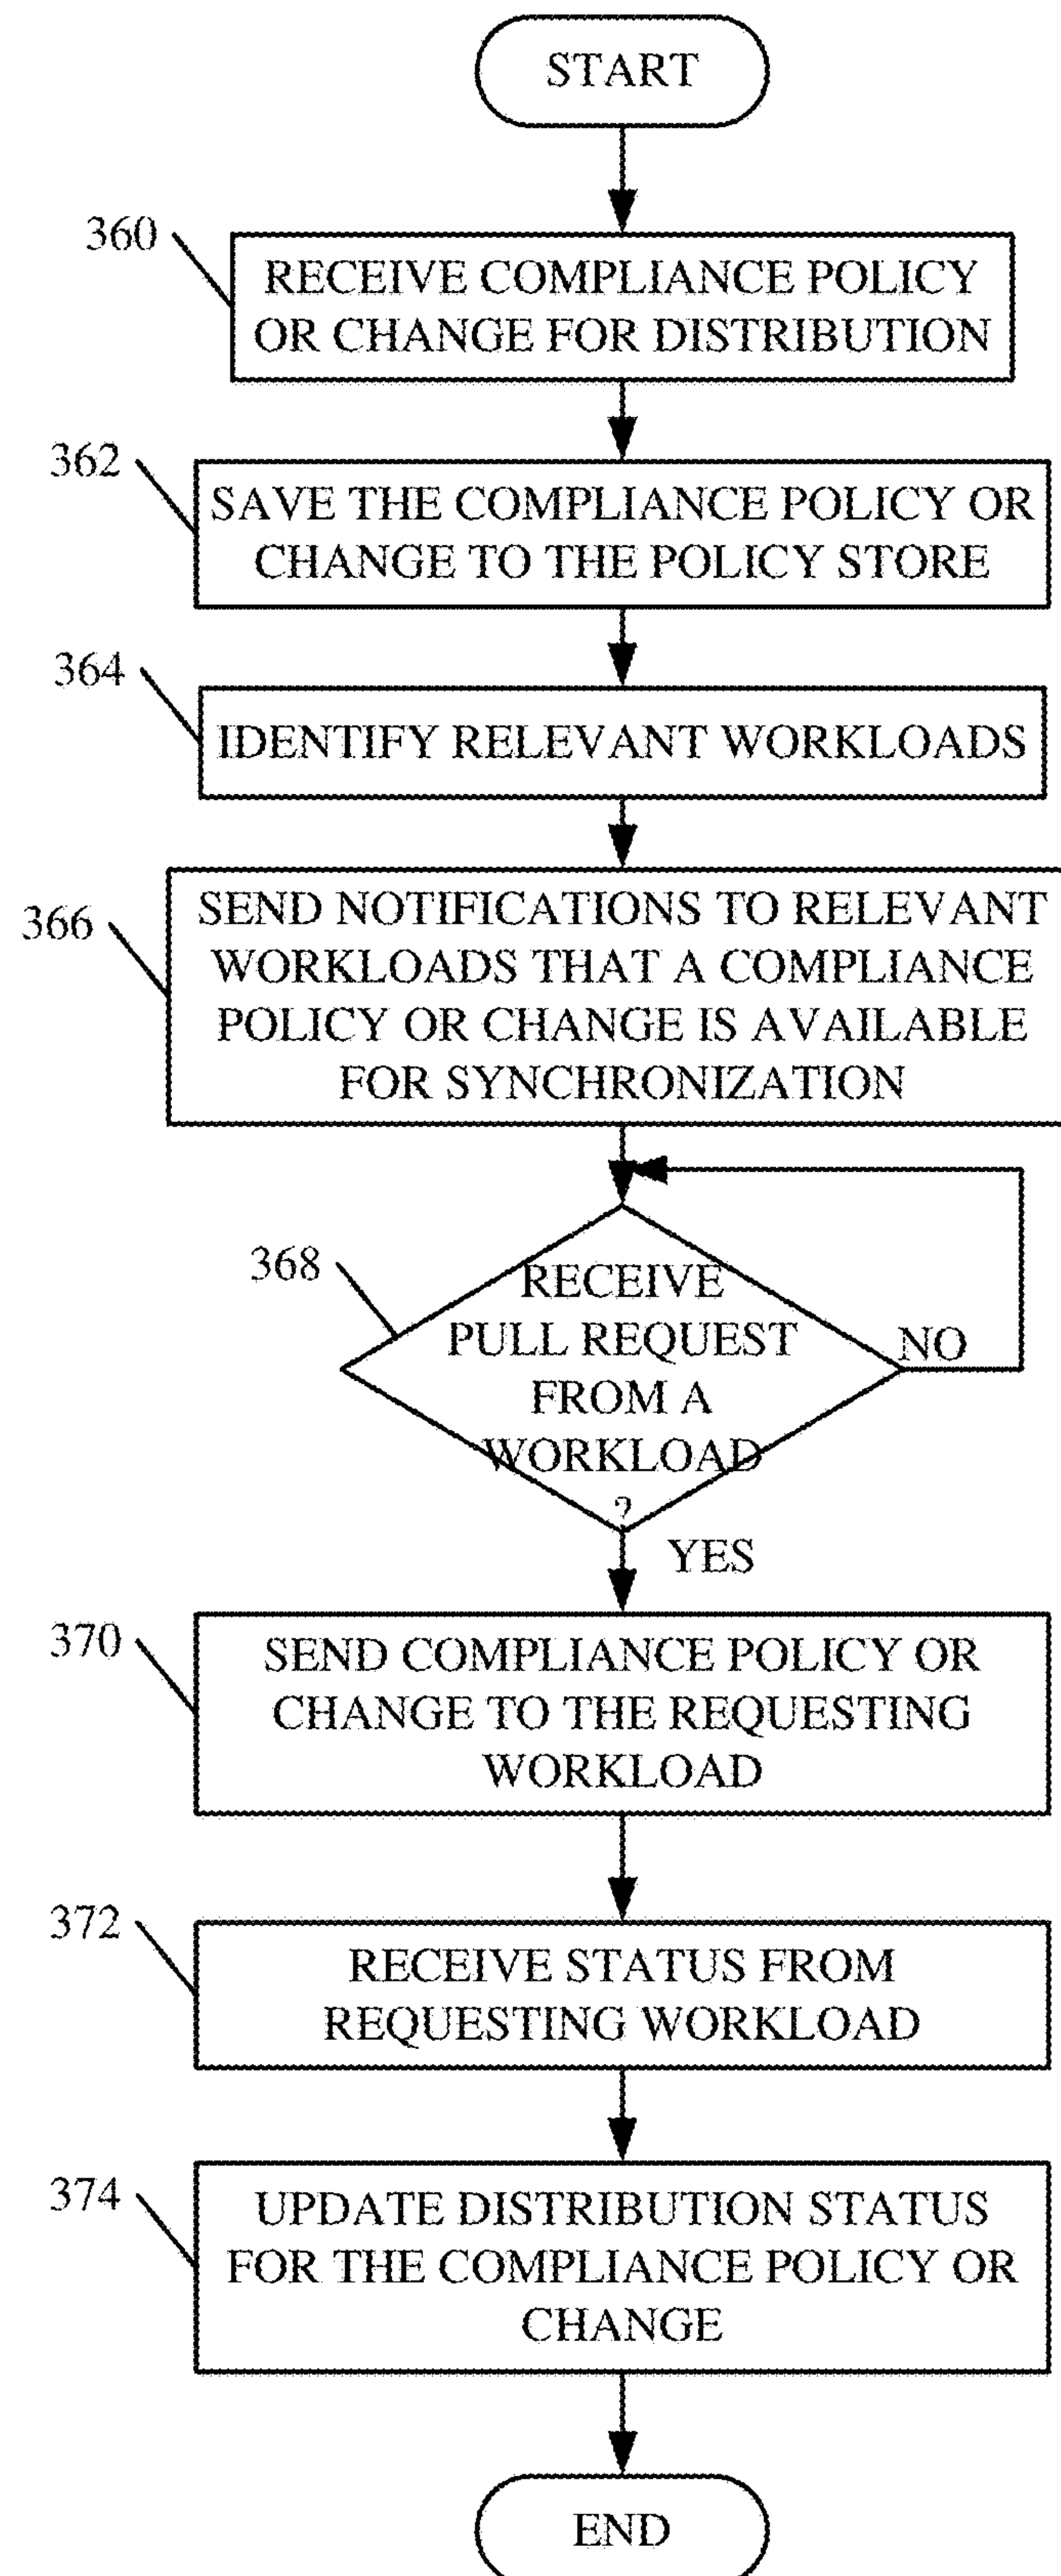 START
360
RECEIVE COMPLIANCE POLICY
OR CHANGE FOR DISTRIBUTION
362
SAVE THE COMPLIANCE POLICY OR
CHANGE TO THE POLICY STORE
364
IDENTIFY RELEVANT WORKLOADS
366
SEND NOTIFICATIONS TO RELEVANT
WORKLOADS THAT A COMPLIANCE
POLICY OR CHANGE IS AVAILABLE
FOR SYNCHRONIZATION
368
RECEIVE
PULL REQUEST
FROM A
WORKLOAD
?
NO
YES
370
SEND COMPLIANCE POLICY OR
CHANGE TO THE REQUESTING
WORKLOAD
372
RECEIVE STATUS FROM
REQUESTING WORKLOAD
374
UPDATE DISTRIBUTION STATUS
FOR THE COMPLIANCE POLICY OR
CHANGE
END